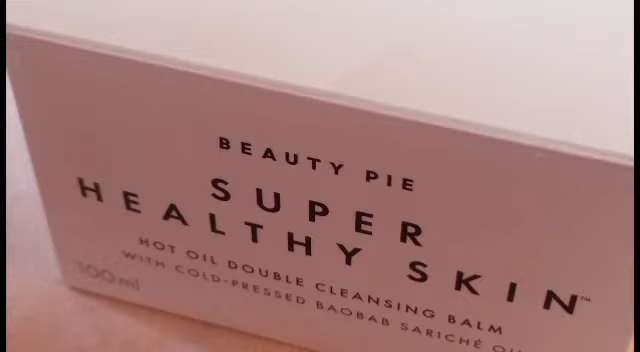 BEAUTY PIE
SUPER
HEALTHY SKIN™
HOT OIL DOUBLE CLEANSING BALM
WITH COLD-PRESSED BAOBAB SARICHÉ
100ml